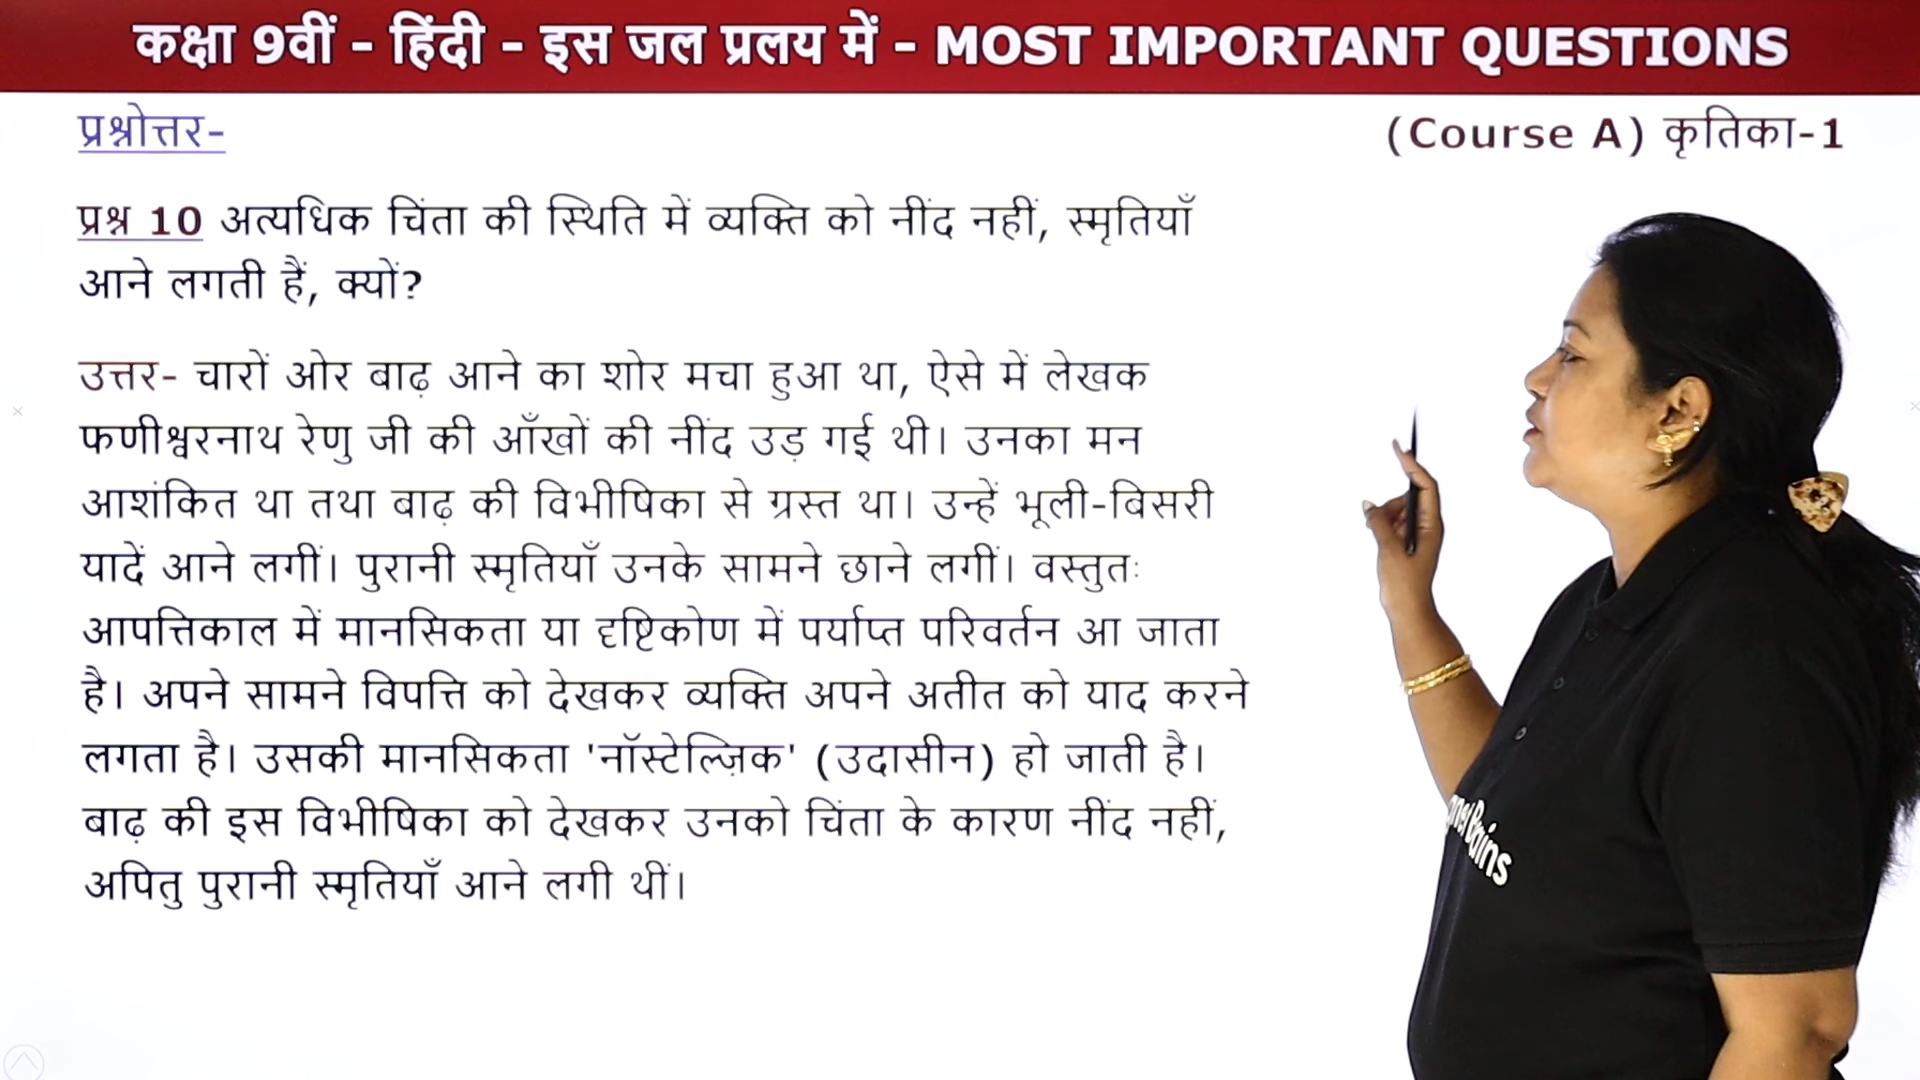 कक्षा 9वीं - हिंदी - इस जल प्रलय में - MOST IMPORTANT QUESTIONS
प्रश्नोत्तर-
(Course A) कृतिका-1
प्रश्न 10 अत्यधिक चिंता की स्थिति में व्यक्ति को नींद नहीं, स्मृतियाँ
आने लगती हैं, क्यों?
उत्तर- चारों ओर बाढ़ आने का शोर मचा हुआ था, ऐसे में लेखक
फणीश्वरनाथ रेणु जी की आँखों की नींद उड़ गई थी। उनका मन
आशंकित था तथा बाढ़ की विभीषिका से ग्रस्त था। उन्हें भूली-बिसरी
यादें आने लगीं। पुरानी स्मृतियाँ उनके सामने छाने लगीं। वस्तुतः
आपत्तिकाल में मानसिकता या दृष्टिकोण में पर्याप्त परिवर्तन आ जाता
है। अपने सामने विपत्ति को देखकर व्यक्ति अपने अतीत को याद करने
लगता है। उसकी मानसिकता 'नॉस्टेल्ज़िक' (उदासीन) हो जाती है।
बाढ़ की इस विभीषिका को देखकर उनको चिंता के कारण नींद नहीं,
अपितु पुरानी स्मृतियाँ आने लगी थीं।